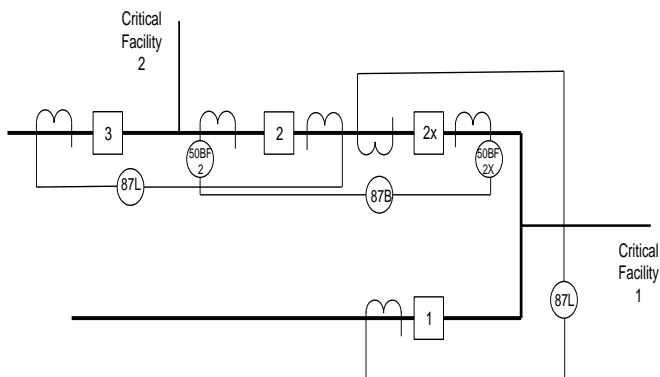 Critical
Facility
2
3
2
2x
50BF
2
50BF
2X
87L
87B
Critical
Facility
1
1
87L